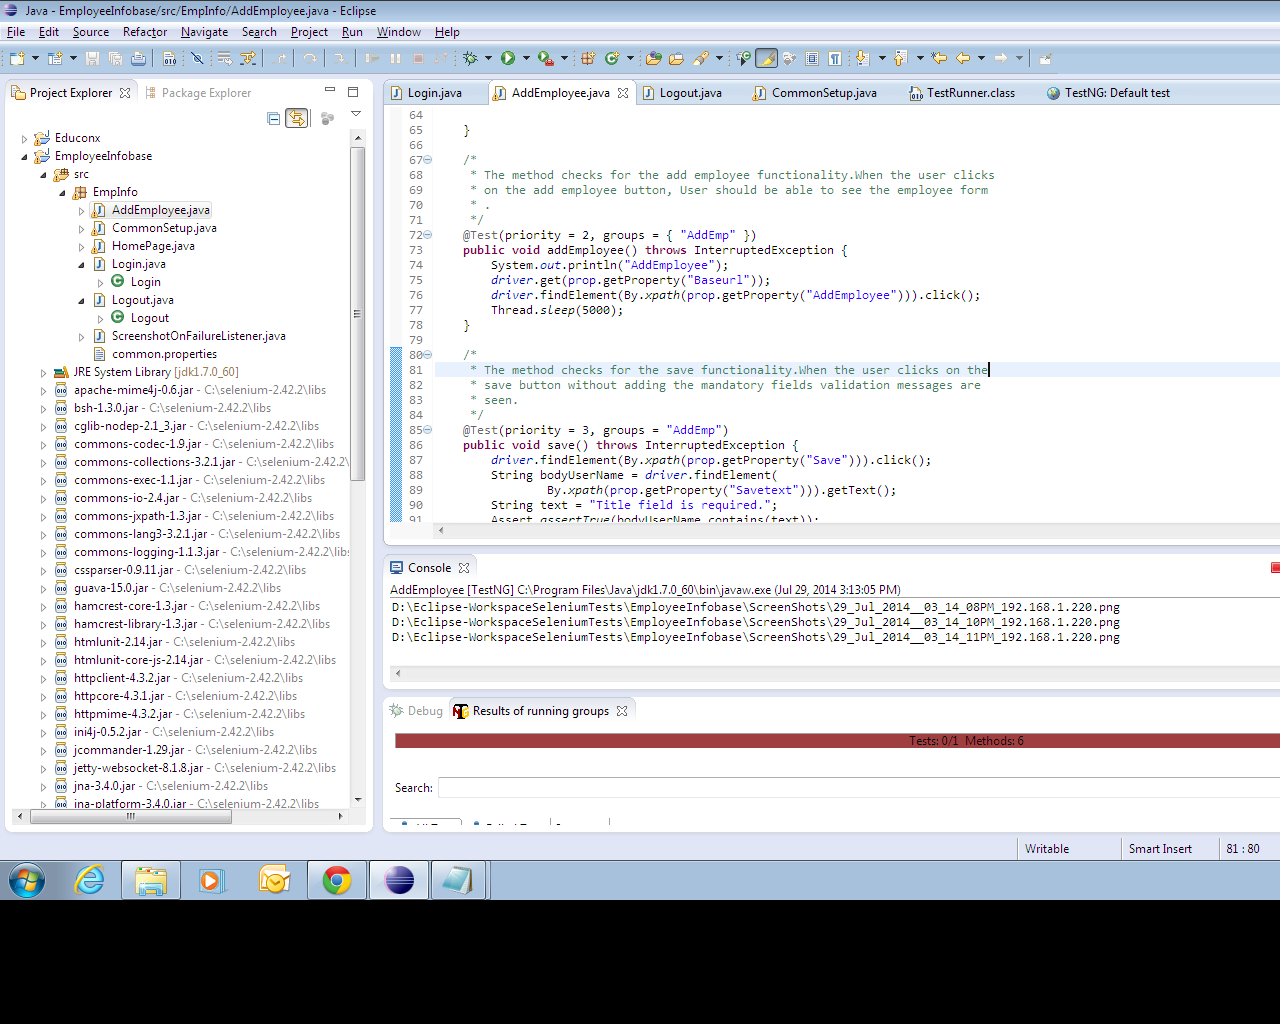 Java - EmployeeInfobase/src/EmpInfo/AddEmployee.java - Eclipse
File Edit Source Refactor Navigate Search Project Run Window Help
Project Explorer Package Explorer
Educonx
EmployeeInfobase
src
EmpInfo
AddEmployee.java
CommonSetup.java
HomePage.java
Login.java
Login
Logout.java
Logout
ScreenshotOnFailureListener.java
common.properties
JRE System Library [jdk1.7.0_60]
apache-mime4j-0.6.jar - C:\selenium-2.42.2\libs
bsh-1.3.0.jar - C:\selenium-2.42.2\libs
cglib-nodep-2.1_3.jar - C:\selenium-2.42.2\libs
commons-codec-1.9.jar - C:\selenium-2.42.2\libs
commons-collections-3.2.1.jar - C:\selenium-2.42.2\
commons-exec-1.1.jar - C:\selenium-2.42.2\libs
commons-io-2.4.jar - C:\selenium-2.42.2\libs
commons-jxpath-1.3.jar - C:\selenium-2.42.2\libs
commons-lang3-3.2.1.jar - C:\selenium-2.42.2\libs
commons-logging-1.1.3.jar - C:\selenium-2.42.2\lib
cssparser-0.9.11.jar - C:\selenium-2.42.2\libs
guava-15.0.jar - C:\selenium-2.42.2\libs
hamcrest-core-1.3.jar - C:\selenium-2.42.2\libs
hamcrest-library-1.3.jar - C:\selenium-2.42.2\libs
htmlunit-2.14.jar - C:\selenium-2.42.2\libs
htmlunit-core-js-2.14.jar - C:\selenium-2.42.2\libs
httpclient-4.3.2.jar - C:\selenium-2.42.2\libs
httpcore-4.3.1.jar - C:\selenium-2.42.2\libs
httpmime-4.3.2.jar - C:\selenium-2.42.2\libs
ini4j-0.5.2.jar - C:\selenium-2.42.2\libs
jcommander-1.29.jar - C:\selenium-2.42.2\libs
jetty-websocket-8.1.8.jar - C:\selenium-2.42.2\libs
jna-3.4.0.jar - C:\selenium-2.42.2\libs
jna-platform-3.4.0.jar - C:\selenium-2.42.2\libs
Login.java AddEmployee.java Logout.java CommonSetup.java TestRunner.class TestNG: Default test
64
65 }
66
67 /*
68 * The method checks for the add employee functionality.When the user clicks
69 * on the add employee button, User should be able to see the employee form
70 * .
71 */
72 @Test(priority = 2, groups = { "AddEmp" })
73 public void addEmployee() throws InterruptedException {
74 System.out.println("AddEmployee");
75 driver.get(prop.getProperty("Baseurl"));
76 driver.findElement(By.xpath(prop.getProperty("AddEmployee"))).click();
77 Thread.sleep(5000);
78 }
79
80 /*
81 * The method checks for the save functionality.When the user clicks on the
82 * save button without adding the mandatory fields validation messages are
83 * seen.
84 */
85 @Test(priority = 3, groups = "AddEmp")
86 public void save() throws InterruptedException {
87 driver.findElement(By.xpath(prop.getProperty("Save"))).click();
88 String bodyUserName = driver.findElement(
89 By.xpath(prop.getProperty("Savetext"))).getText();
90 String text = "Title field is required.";
91 Assert.assertTrue(bodyUserName.contains(text));
Console
AddEmployee [TestNG] C:\Program Files\Java\jdk1.7.0_60\bin\javaw.exe (Jul 29, 2014 3:13:05 PM)
D:\Eclipse-WorkspaceSeleniumTests\EmployeeInfobase\ScreenShots\29_Jul_2014__03_14_08PM_192.168.1.220.png
D:\Eclipse-WorkspaceSeleniumTests\EmployeeInfobase\ScreenShots\29_Jul_2014__03_14_10PM_192.168.1.220.png
D:\Eclipse-WorkspaceSeleniumTests\EmployeeInfobase\ScreenShots\29_Jul_2014__03_14_11PM_192.168.1.220.png
Debug Results of running groups
Tests: 0/1 Methods: 6
Search:
Writable Smart Insert 81 : 80